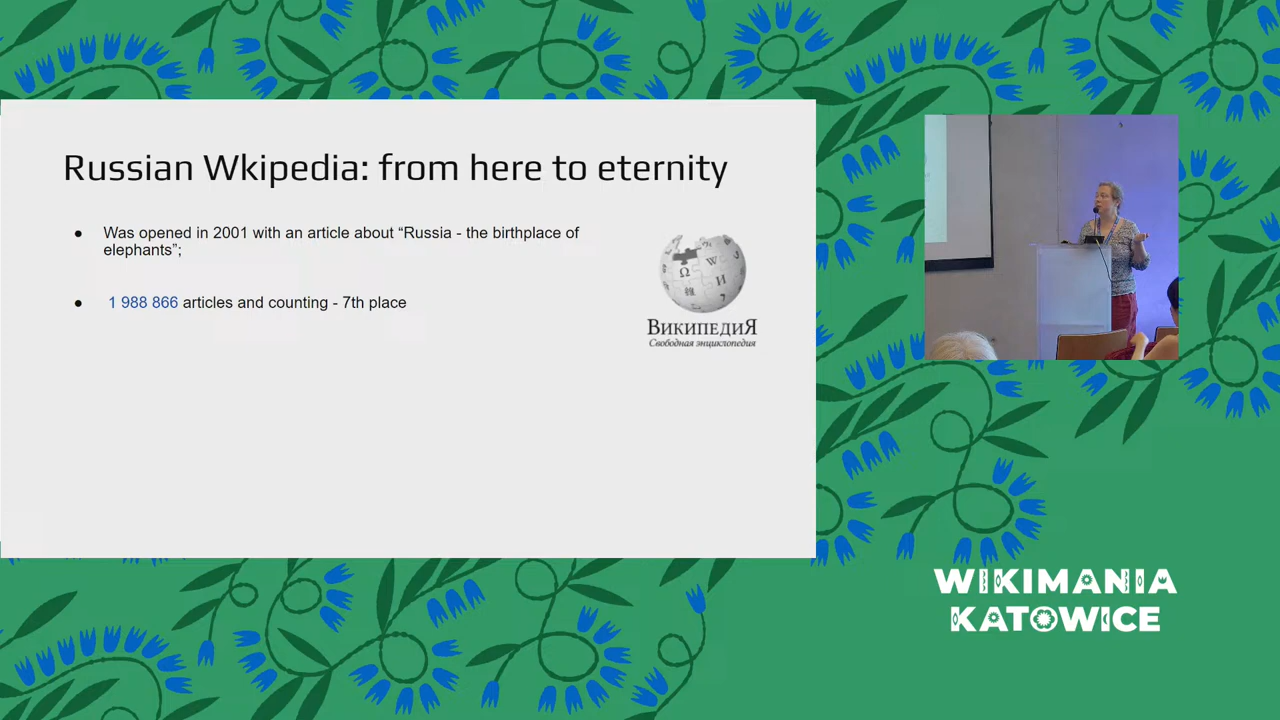 Russian Wkipedia: from here to eternity
● Was opened in 2001 with an article about “Russia - the birthplace of
elephants”;
● 1 988 866 articles and counting - 7th place
ВикипедиЯ
Свободная энциклопедия
WIKIMANIA
KATOWICE